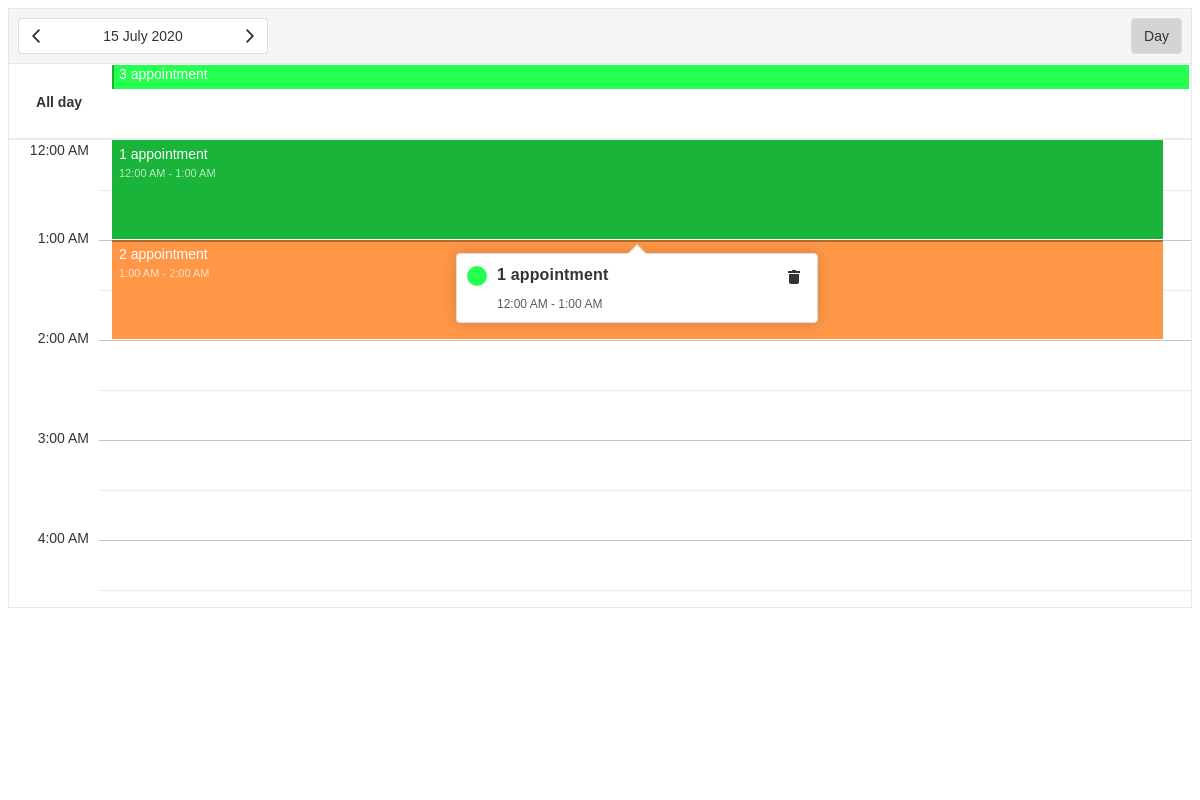 15 July 2020
Day
3 appointment
All day
12:00 AM
1 appointment
12:00 AM - 1:00 AM
1:00 AM
2 appointment
1:00 AM - 2:00 AM
1 appointment
12:00 AM - 1:00 AM
2:00 AM
3:00 AM
4:00 AM